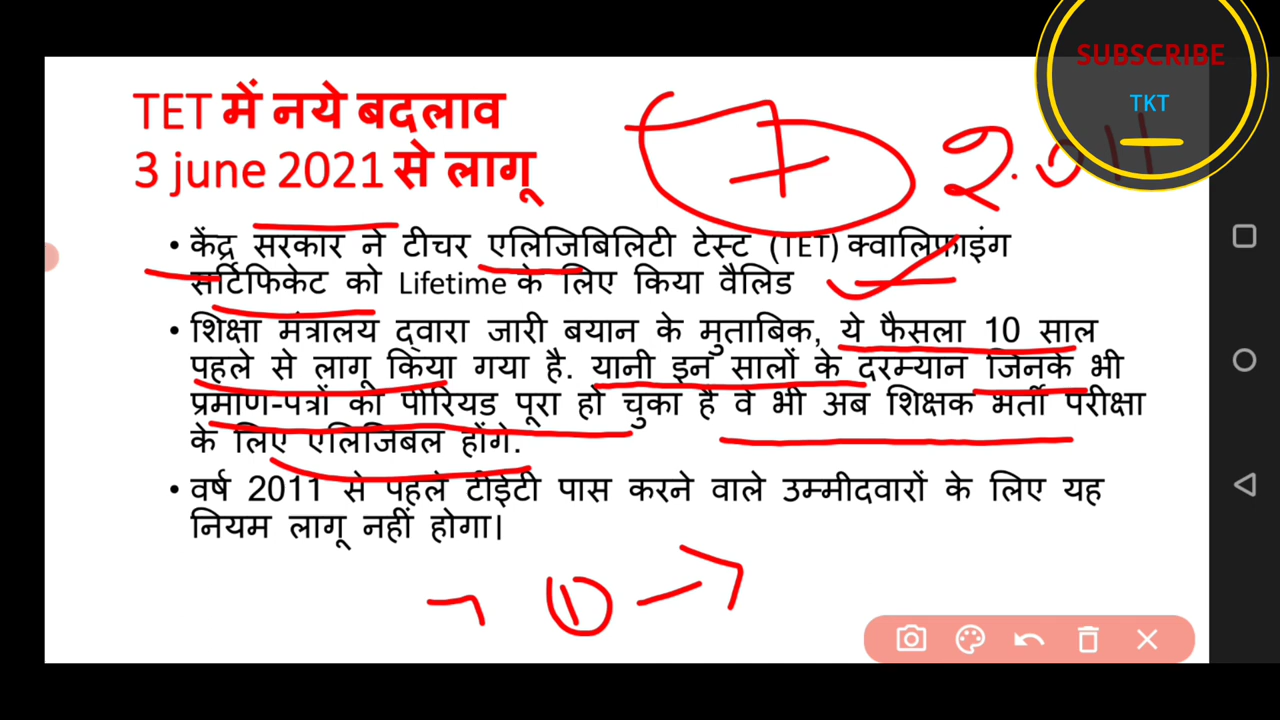 TET में नये बदलाव
3 june 2021 से लागू
SUBSCRIBE
TKT
2.011
• केंद्र सरकार ने टीचर एलिजिबिलिटी टेस्ट (TET) क्वालिफाइंग
सर्टिफिकेट को Lifetime के लिए किया वैलिड
• शिक्षा मंत्रालय द्वारा जारी बयान के मुताबिक, ये फैसला 10 साल
पहले से लागू किया गया है. यानी इन सालों के दरम्यान जिनके भी
प्रमाण-पत्रों का पीरियड पूरा हो चुका है वे भी अब शिक्षक भर्ती परीक्षा
के लिए एलिजिबल होंगे.
• वर्ष 2011 से पहले टीईटी पास करने वाले उम्मीदवारों के लिए यह
नियम लागू नहीं होगा।